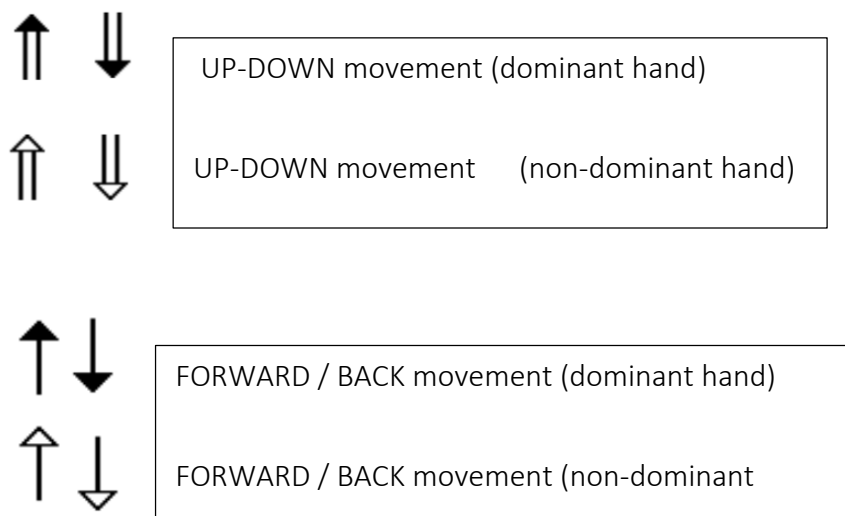 UP-DOWN movement (dominant hand)
UP-DOWN movement (non-dominant hand)
FORWARD / BACK movement (dominant hand)
FORWARD / BACK movement (non-dominant